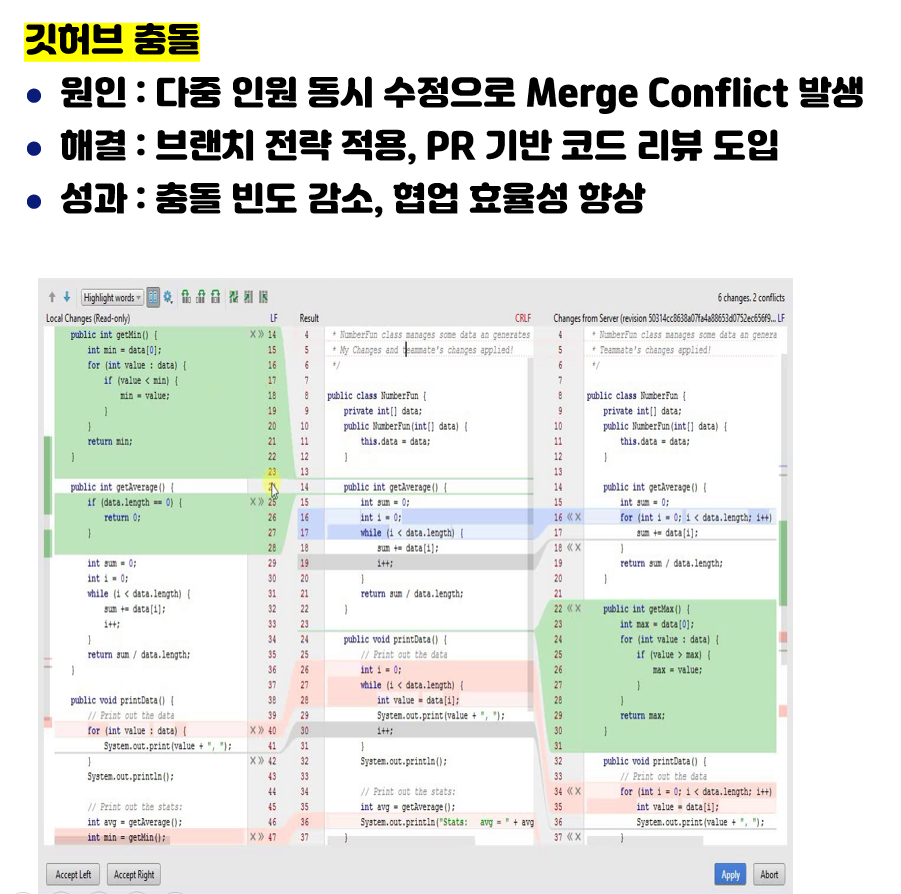 깃허브 충돌
• 원인 : 다중 인원 동시 수정으로 Merge Conflict 발생
• 해결 : 브랜치 전략 적용, PR 기반 코드 리뷰 도입
• 성과 : 충돌 빈도 감소, 협업 효율성 향상
Highlight words
6 changes. 2 conflicts
Local Changes (Read-only) LF
public int getMin() { 14
int min = data[0]; 15
for (int value : data) { 16
if (value < min) { 17
min = value; 18
} 19
} 20
return min; 21
} 22
23
public int getAverage() {
if (data.length == 0) { 25
return 0; 26
} 27
28
int sum = 0; 29
int i = 0; 30
while (i < data.length) { 31
sum += data[i]; 32
i++; 33
} 34
return sum / data.length; 35
} 36
37
public void printData() { 38
// Print out the data 39
for (int value : data) { 40
System.out.print(value + ", "); 41
} 42
System.out.println(); 43
44
// Print out the stats: 45
int avg = getAverage(); 46
int min = getMin(); 47
Result CRLF
4 * NumberFun class manages some data an generates
5 * My Changes and teammate's changes applied!
6 */
7
8 public class NumberFun {
9 private int[] data;
10 public NumberFun(int[] data) {
11 this.data = data;
12 }
13
14 public int getAverage() {
15 int sum = 0;
16 int i = 0;
17 while (i < data.length) {
18 sum += data[i];
19 i++;
20 }
21 return sum / data.length;
22 }
23
24 public void printData() {
25 // Print out the data
26 int i = 0;
27 while (i < data.length) {
28 int value = data[i];
29 System.out.print(value + ", ");
30 i++;
31 }
32 System.out.println();
33
34 // Print out the stats:
35 int avg = getAverage();
36 System.out.println("Stats: avg = " + avg
37 }
Changes from Server (revision 50314cc8638a07fa4a88653d0752ec656f9... LF
4 * NumberFun class manages some data an genera
5 * Teammate's changes applied!
6 */
7
8 public class NumberFun {
9 private int[] data;
10 public NumberFun(int[] data) {
11 this.data = data;
12 }
13
14 public int getAverage() {
15 int sum = 0;
16 for (int i = 0; i < data.length; i++)
17 sum += data[i];
18 }
19 return sum / data.length;
20 }
21
22 public int getMax() {
23 int max = data[0];
24 for (int value : data) {
25 if (value > max) {
26 max = value;
27 }
28 }
29 return max;
30 }
31
32 public void printData() {
33 // Print out the data
34 for (int i = 0; i < data.length; i++)
35 int value = data[i];
36 System.out.print(value + ", ");
37 }
Accept Left Accept Right Apply Abort